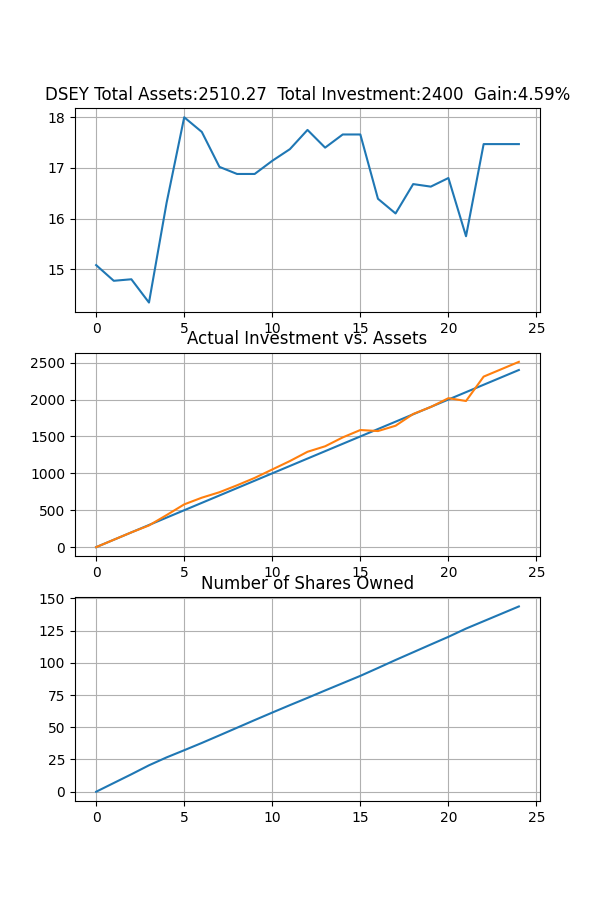 DSEY Total Assets:2510.27  Total Investment:2400  Gain:4.59%
18
17
16
15
0 5 10 15 20 25
Actual Investment vs. Assets
2500
2000
1500
1000
500
0
0 5 10 15 20 25
Number of Shares Owned
150
125
100
75
50
25
0
0 5 10 15 20 25